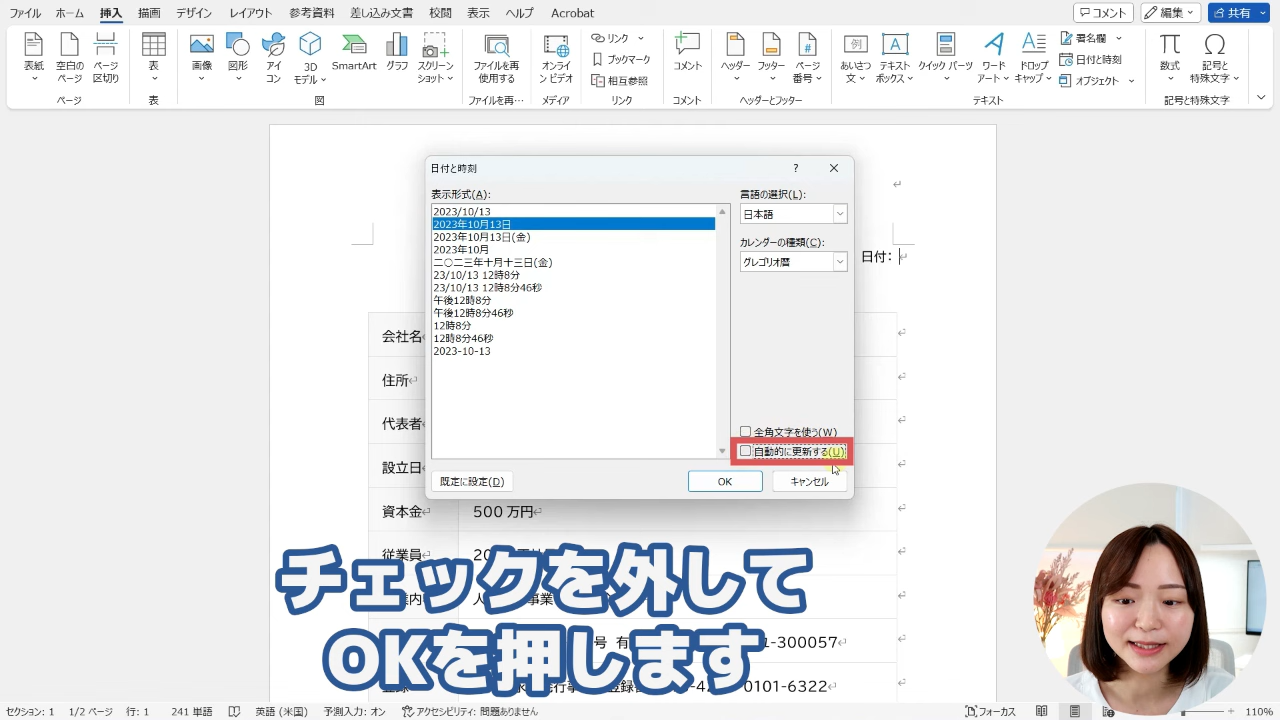 ファイル ホーム 挿入 描画 デザイン レイアウト 参考資料 差し込み文書 校閲 表示 ヘルプ Acrobat コメント 編集 共有
表紙 空白のページ ページ区切り 表 画像 図形 アイコン 3Dモデル SmartArt グラフ スクリーンショット ファイルを再使用する オンライン ビデオ リンク ブックマーク 相互参照 コメント ヘッダー フッター ページ番号 あいさつ文 テキストボックス クイック パーツ ワードアート ドロップキャップ 署名欄 日付と時刻 オブジェクト 数式 記号と特殊文字
ページ 表 図 ファイルを再… メディア リンク コメント ヘッダーとフッター テキスト 記号と特殊文字
日付と時刻 ?
表示形式(A):
2023/10/13
2023年10月13日
2023年10月13日(金)
2023年10月
二〇二三年十月十三日(金)
23/10/13 12時8分
23/10/13 12時8分46秒
午後12時8分
午後12時8分46秒
12時8分
12時8分46秒
2023-10-13
言語の選択(L):
日本語
カレンダーの種類(C):
グレゴリオ暦
全角文字を使う(W)
自動的に更新する(U)
既定に設定(D) OK キャンセル
日付:
会社名
住所
代表者
設立日
資本金 500 万円
従業員
号 有
-300057
0101-6322
チェックを外して
OKを押します
セクション: 1 1/2 ページ 行: 1 241 単語 英語 (米国) 予測入力: オン アクセシビリティ: 問題ありません フォーカス 110%